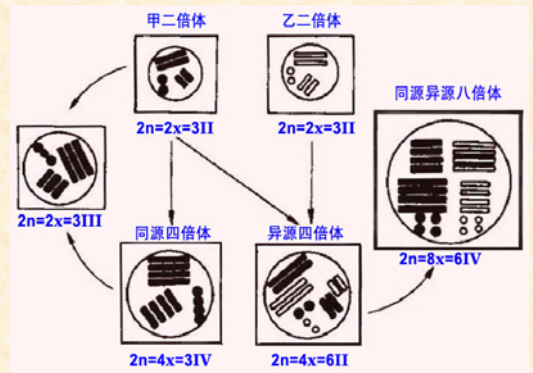 甲二倍体
乙二倍体
2n=2x=3II
2n=2x=3II
同源异源八倍体
2n=2x=3III
2n=8x=6IV
同源四倍体
异源四倍体
2n=4x=3IV
2n=4x=6II